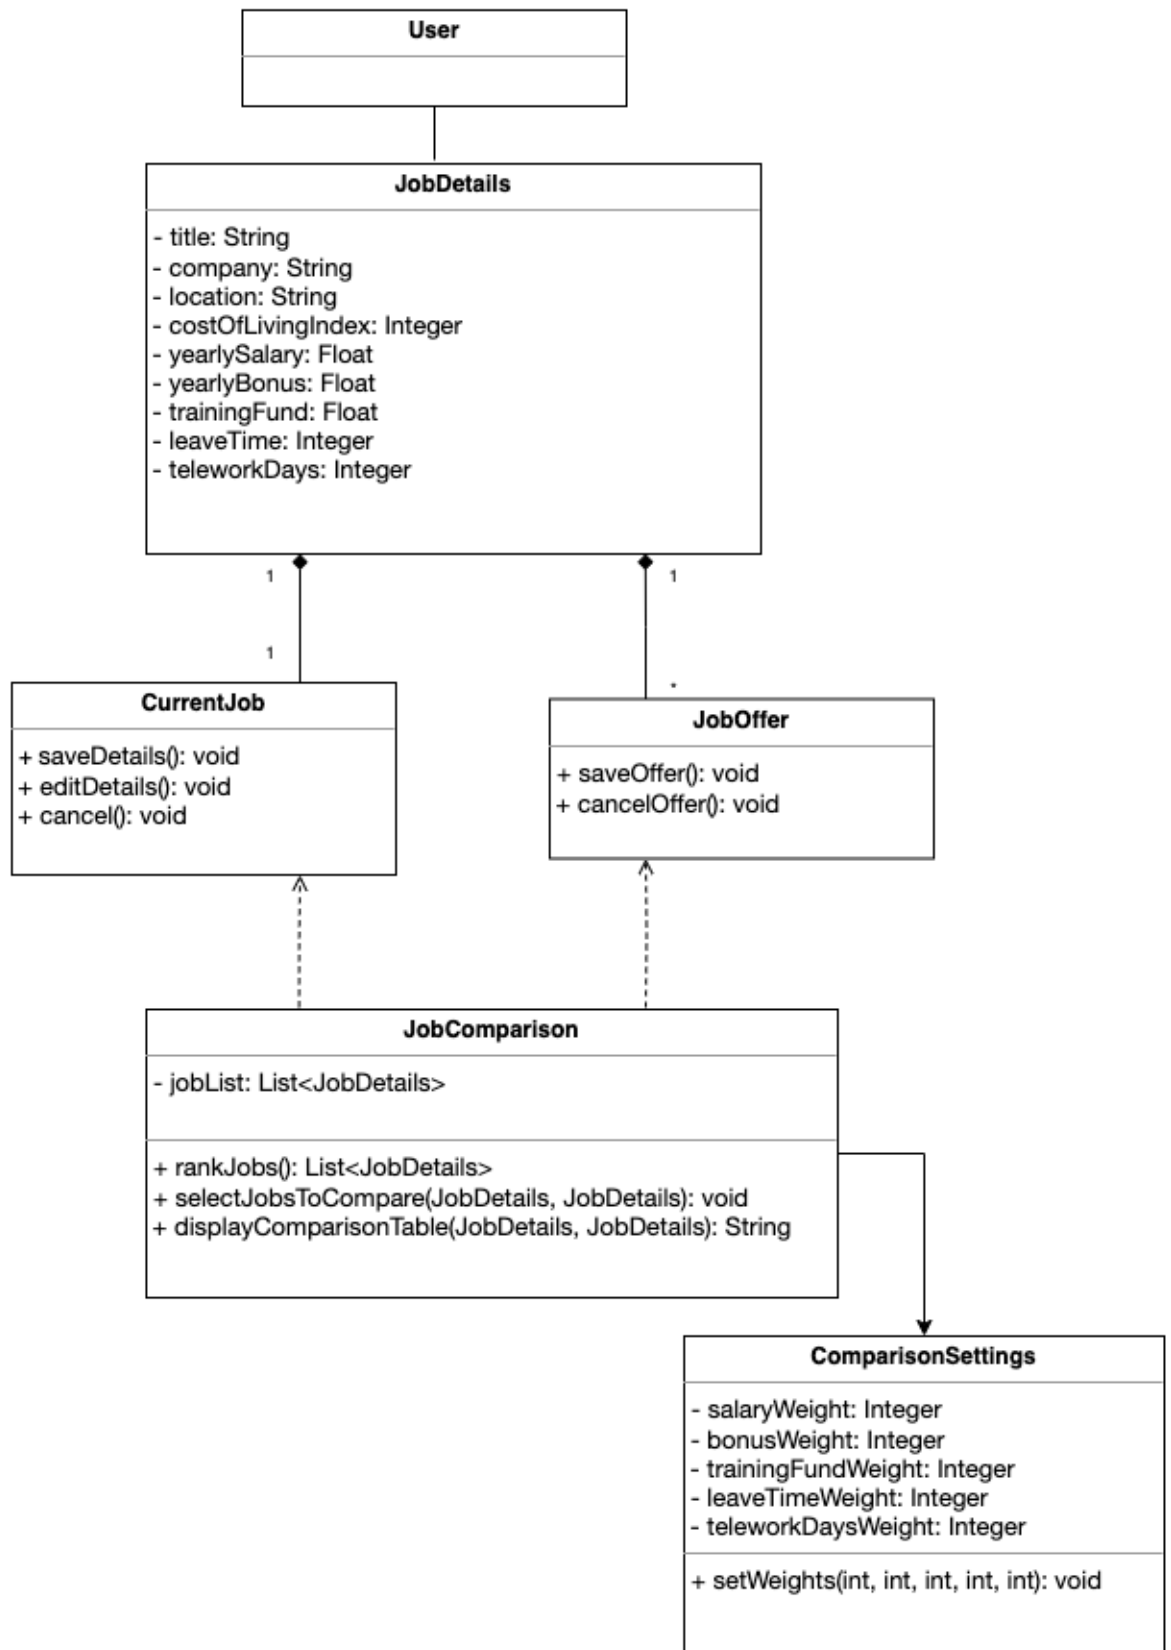 User
JobDetails
- title: String
- company: String
- location: String
- costOfLivingIndex: Integer
- yearlySalary: Float
- yearlyBonus: Float
- trainingFund: Float
- leaveTime: Integer
- teleworkDays: Integer
1
1
1
*
CurrentJob
+ saveDetails(): void
+ editDetails(): void
+ cancel(): void
JobOffer
+ saveOffer(): void
+ cancelOffer(): void
JobComparison
- jobList: List<JobDetails>
+ rankJobs(): List<JobDetails>
+ selectJobsToCompare(JobDetails, JobDetails): void
+ displayComparisonTable(JobDetails, JobDetails): String
ComparisonSettings
- salaryWeight: Integer
- bonusWeight: Integer
- trainingFundWeight: Integer
- leaveTimeWeight: Integer
- teleworkDaysWeight: Integer
+ setWeights(int, int, int, int, int): void